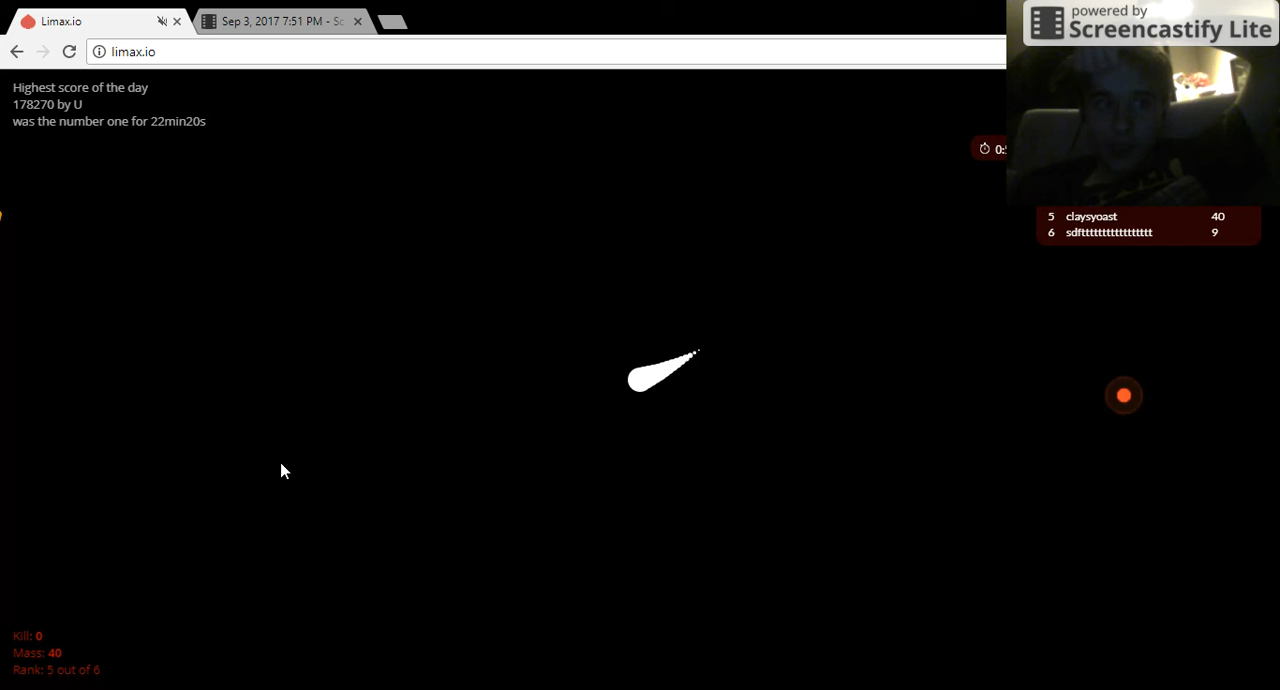 Limax.io
Sep 3, 2017 7:51 PM - Sc
limax.io
powered by
Screencastify Lite
Highest score of the day
178270 by U
was the number one for 22min20s
0:
5 claysyoast 40
6 9
Kill: 0
Mass: 40
Rank: 5 out of 6